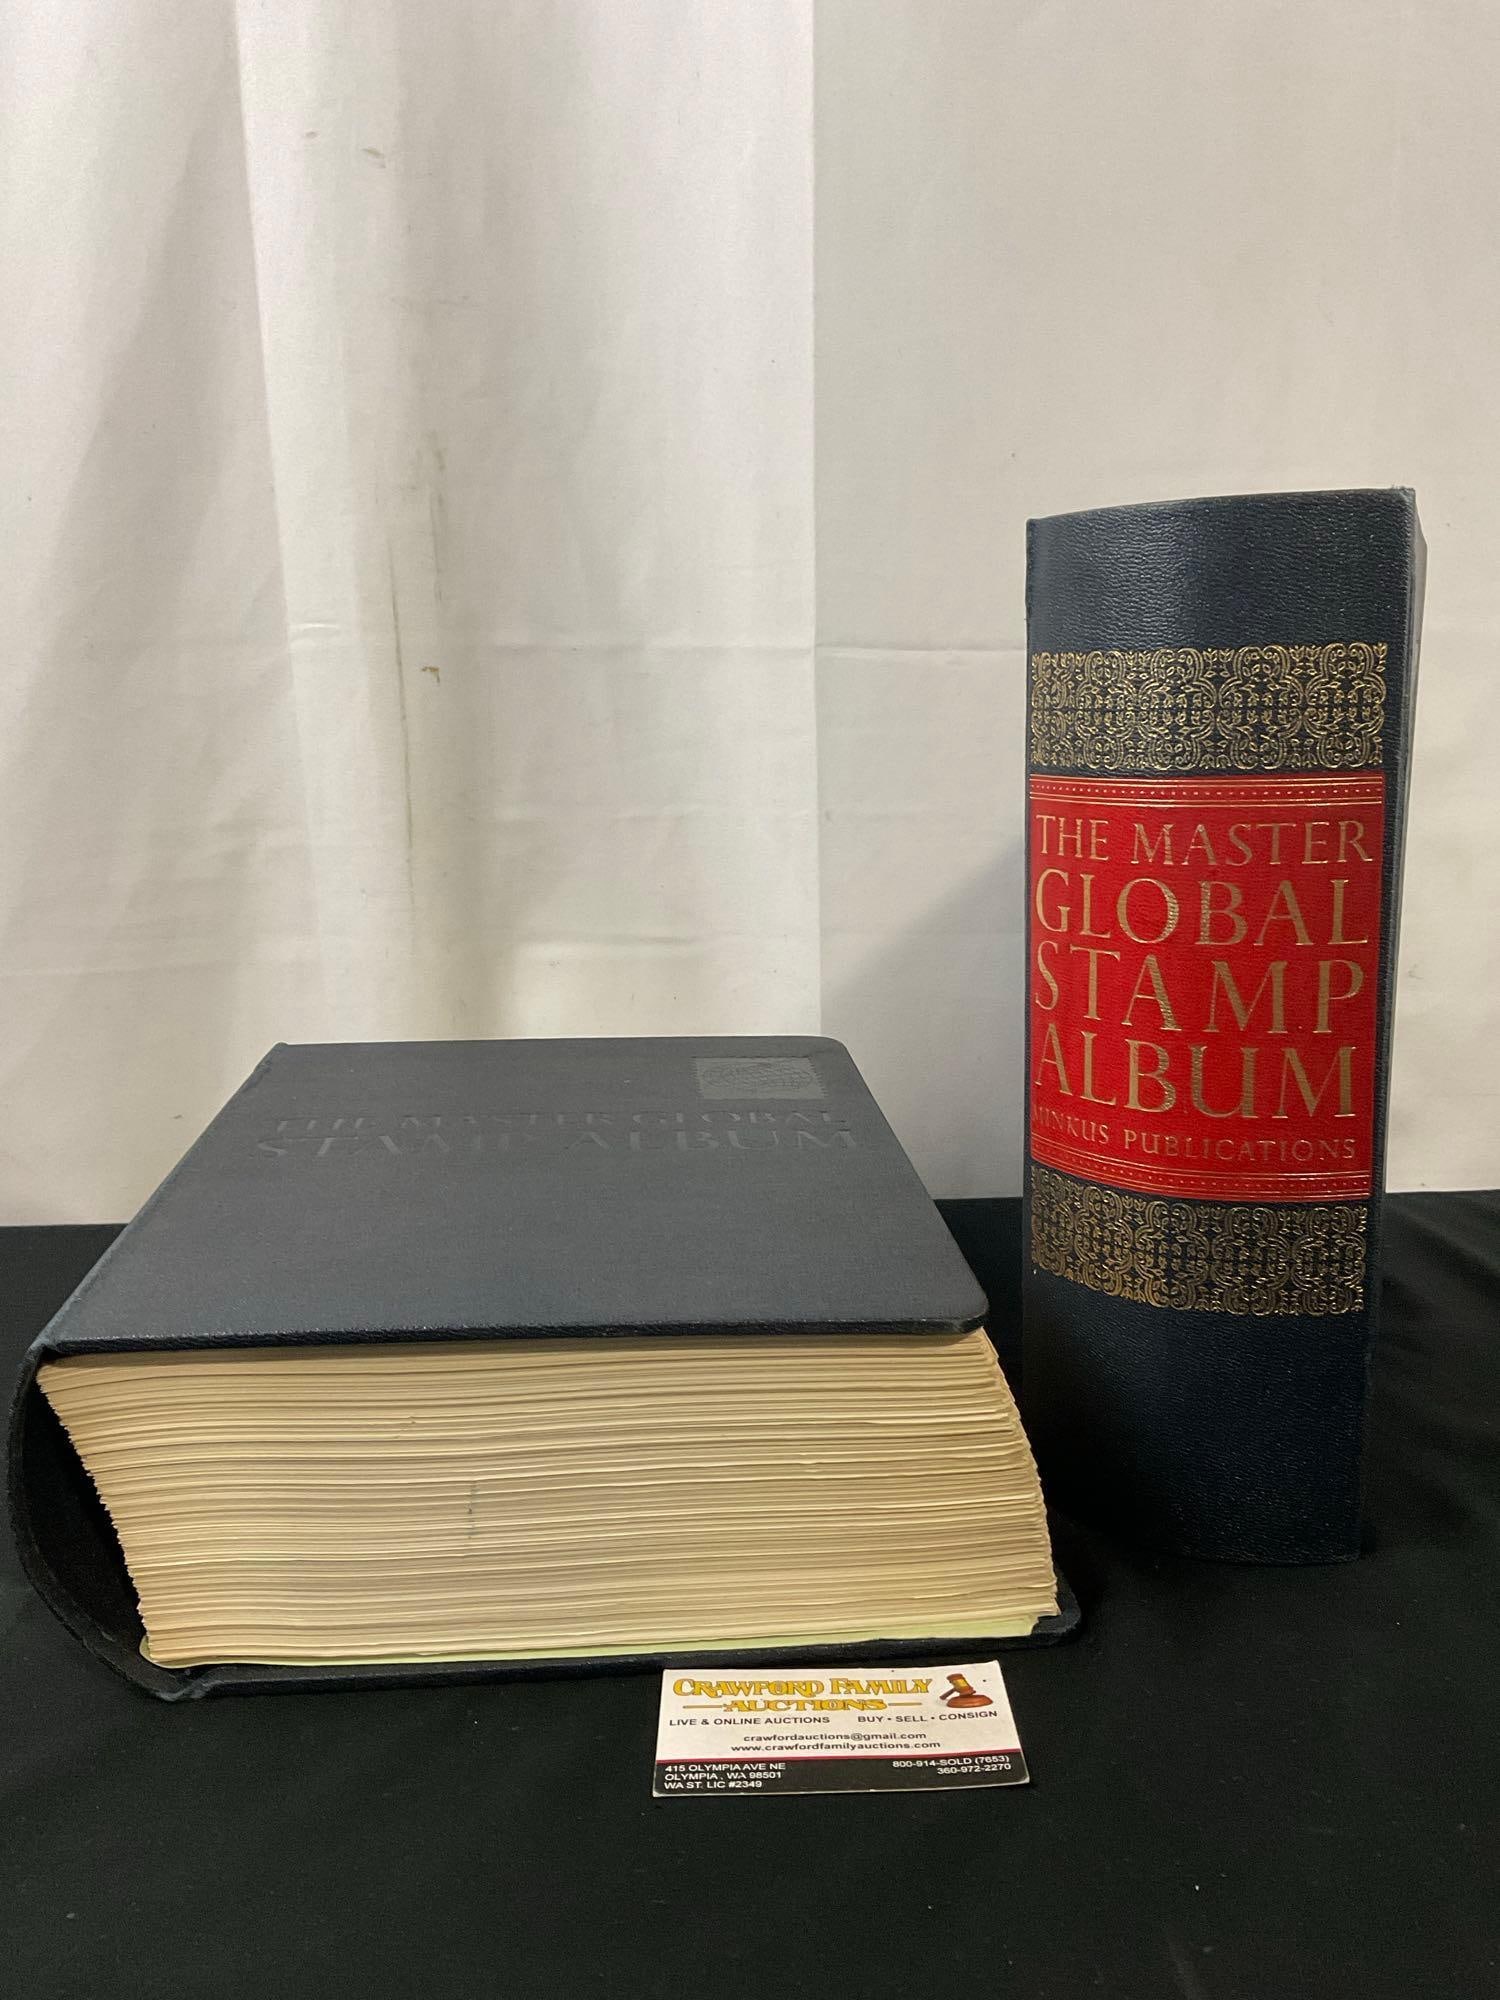 THE MASTER GLOBAL
STAMP ALBUM
THE MASTER
GLOBAL
STAMP
ALBUM
MINKUS PUBLICATIONS
CRAWFORD FAMILY
AUCTIONS
LIVE & ONLINE AUCTIONS BUY • SELL • CONSIGN
crawfordauctions@gmail.com
www.crawfordfamilyauctions.com
415 OLYMPIA AVE NE 800-914-SOLD (7653)
OLYMPIA , WA 98501 360-972-2270
WA ST. LIC #2349